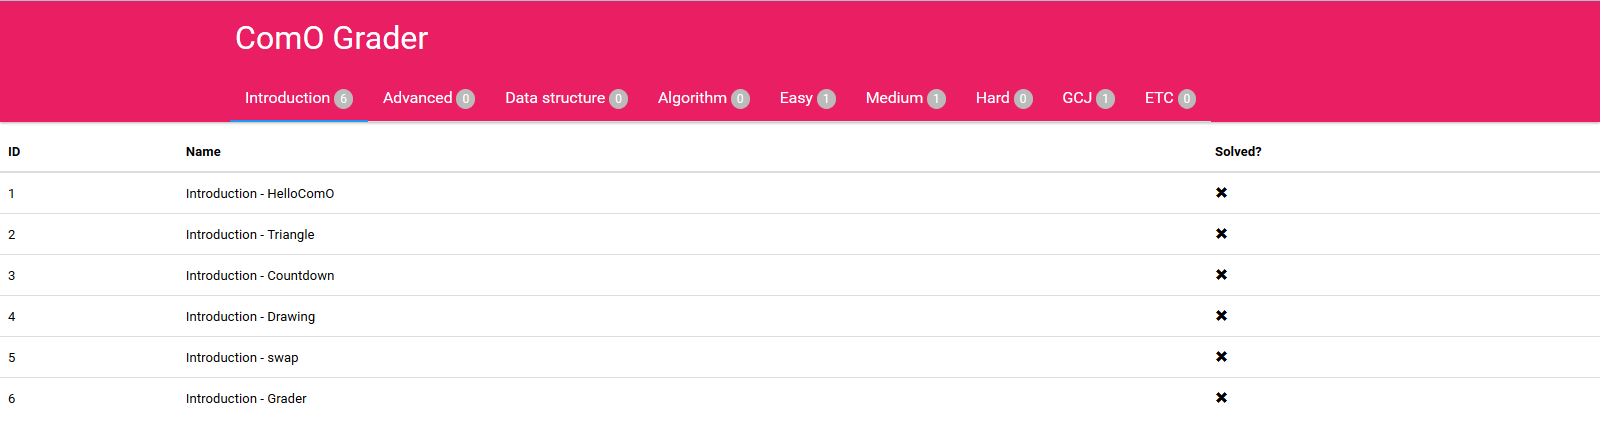 ComO Grader
Introduction 6 Advanced 0 Data structure 0 Algorithm 0 Easy 1 Medium 1 Hard 0 GCJ 1 ETC 0
ID Name Solved?
1 Introduction - HelloComO ✖
2 Introduction - Triangle ✖
3 Introduction - Countdown ✖
4 Introduction - Drawing ✖
5 Introduction - swap ✖
6 Introduction - Grader ✖